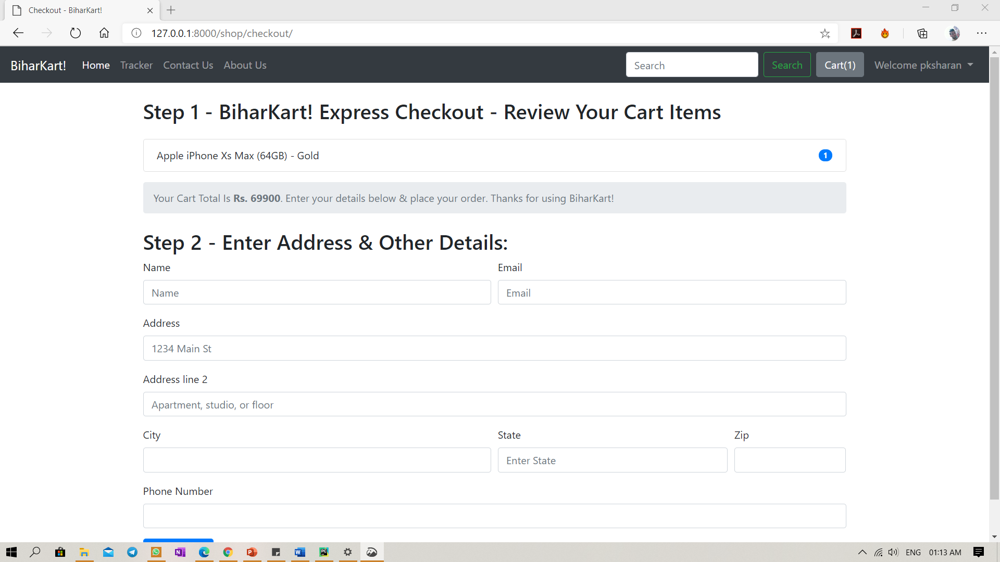 Checkout - BiharKart!
127.0.0.1:8000/shop/checkout/
BiharKart! Home Tracker Contact Us About Us Search Search Cart(1) Welcome pksharan
Step 1 - BiharKart! Express Checkout - Review Your Cart Items
Apple iPhone Xs Max (64GB) - Gold 1
Your Cart Total Is Rs. 69900. Enter your details below & place your order. Thanks for using BiharKart!
Step 2 - Enter Address & Other Details:
Name Email
Name Email
Address
1234 Main St
Address line 2
Apartment, studio, or floor
City State Zip
Enter State
Phone Number
ENG 01:13 AM